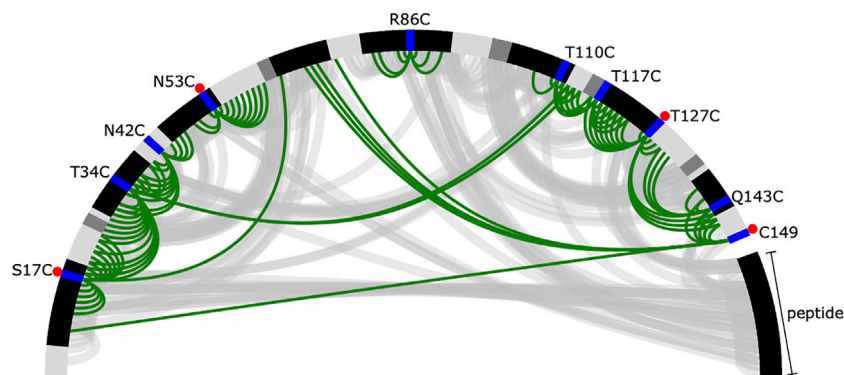 R86C
T110C
N53C
T117C
T127C
N42C
T34C
Q143C
C149
S17C
peptide